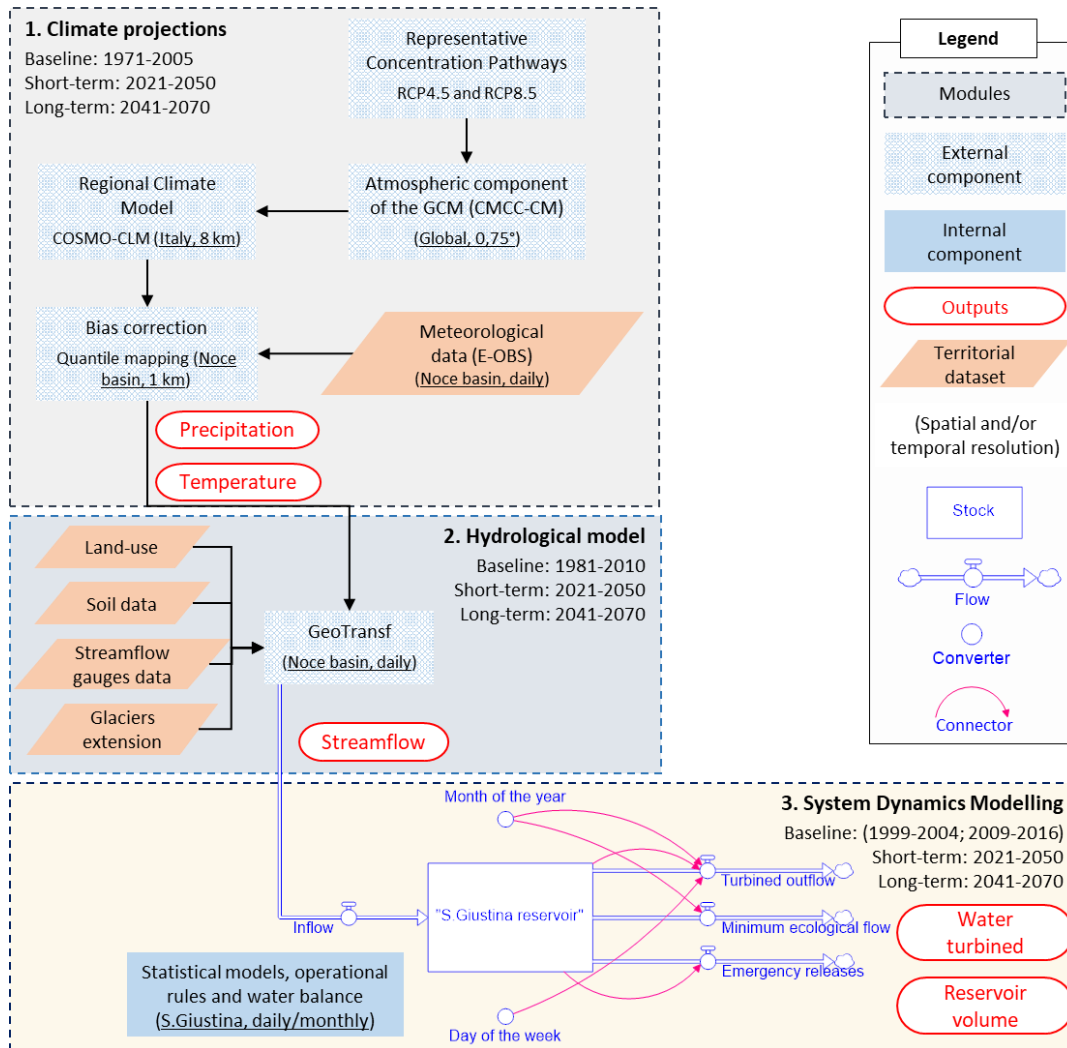 1. Climate projections
Baseline: 1971-2005
Short-term: 2021-2050
Long-term: 2041-2070
Representative
Concentration Pathways
RCP4.5 and RCP8.5
Regional Climate
Model
COSMO-CLM (Italy, 8 km)
Atmospheric component
of the GCM (CMCC-CM)
(Global, 0,75°)
Bias correction
Quantile mapping (Noce
basin, 1 km)
Meteorological
data (E-OBS)
(Noce basin, daily)
Precipitation
Temperature
2. Hydrological model
Baseline: 1981-2010
Short-term: 2021-2050
Long-term: 2041-2070
Land-use
Soil data
Streamflow
gauges data
Glaciers
extension
GeoTransf
(Noce basin, daily)
Streamflow
3. System Dynamics Modelling
Baseline: (1999-2004; 2009-2016)
Short-term: 2021-2050
Long-term: 2041-2070
Month of the year
Inflow
"S.Giustina reservoir"
Turbined outflow
Minimum ecological flow
Emergency releases
Day of the week
Statistical models, operational
rules and water balance
(S.Giustina, daily/monthly)
Water
turbined
Reservoir
volume
Legend
Modules
External
component
Internal
component
Outputs
Territorial
dataset
(Spatial and/or
temporal resolution)
Stock
Flow
Converter
Connector